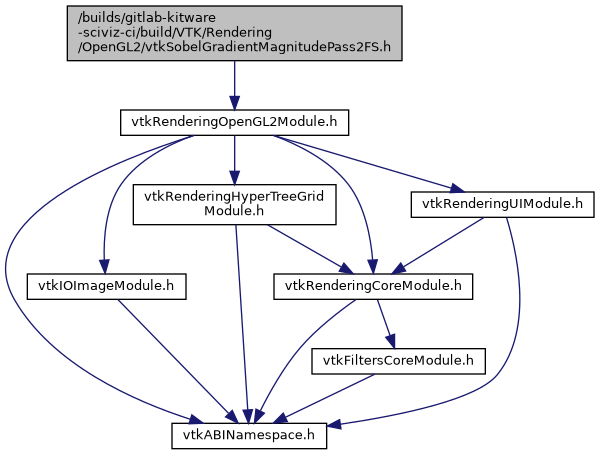 /builds/gitlab-kitware
-sciviz-ci/build/VTK/Rendering
/OpenGL2/vtkSobelGradientMagnitudePass2FS.h
vtkRenderingOpenGL2Module.h
vtkRenderingHyperTreeGrid
Module.h
vtkRenderingUIModule.h
vtkIOImageModule.h
vtkRenderingCoreModule.h
vtkFiltersCoreModule.h
vtkABINamespace.h